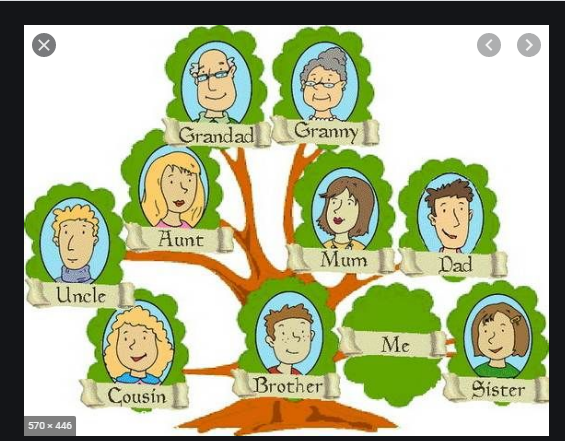 Grandad
Granny
Aunt
Mum
Dad
Uncle
Cousin
Brother
Me
Sister
570 × 446